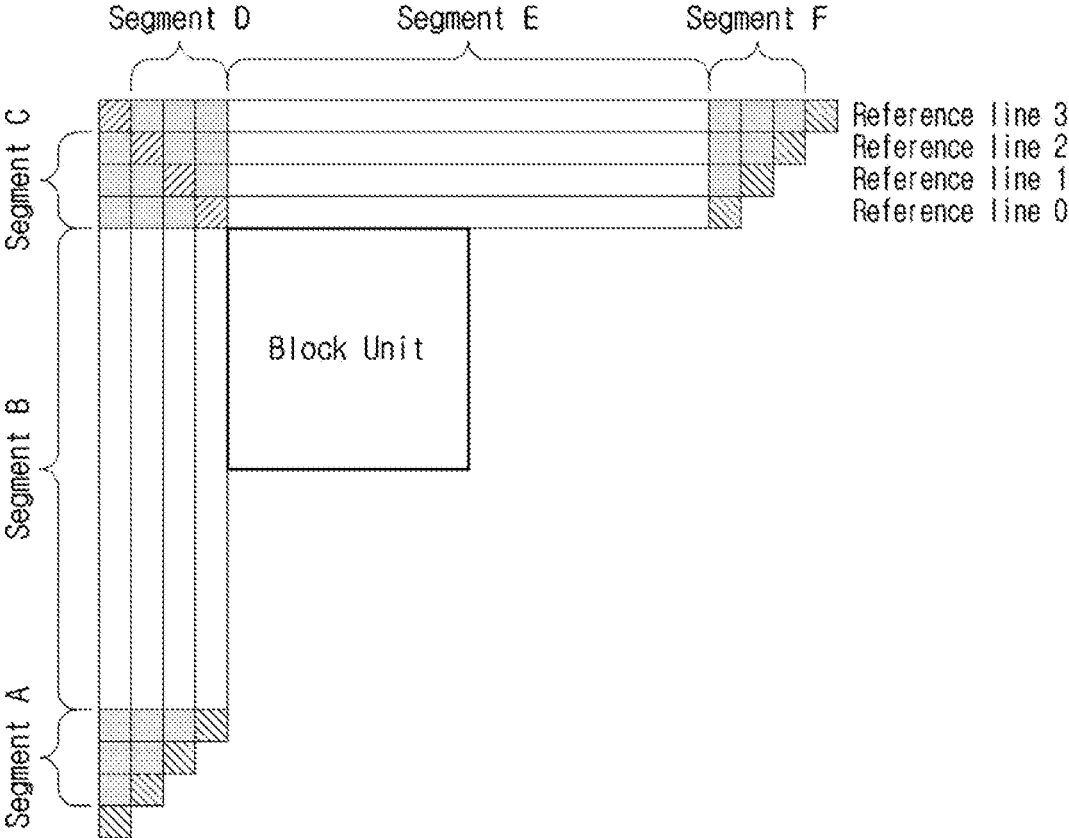 Segment D
Segment E
Segment F
Reference line 3
Reference line 2
Reference line 1
Reference line 0
Segment C
Block Unit
Segment B
Segment A